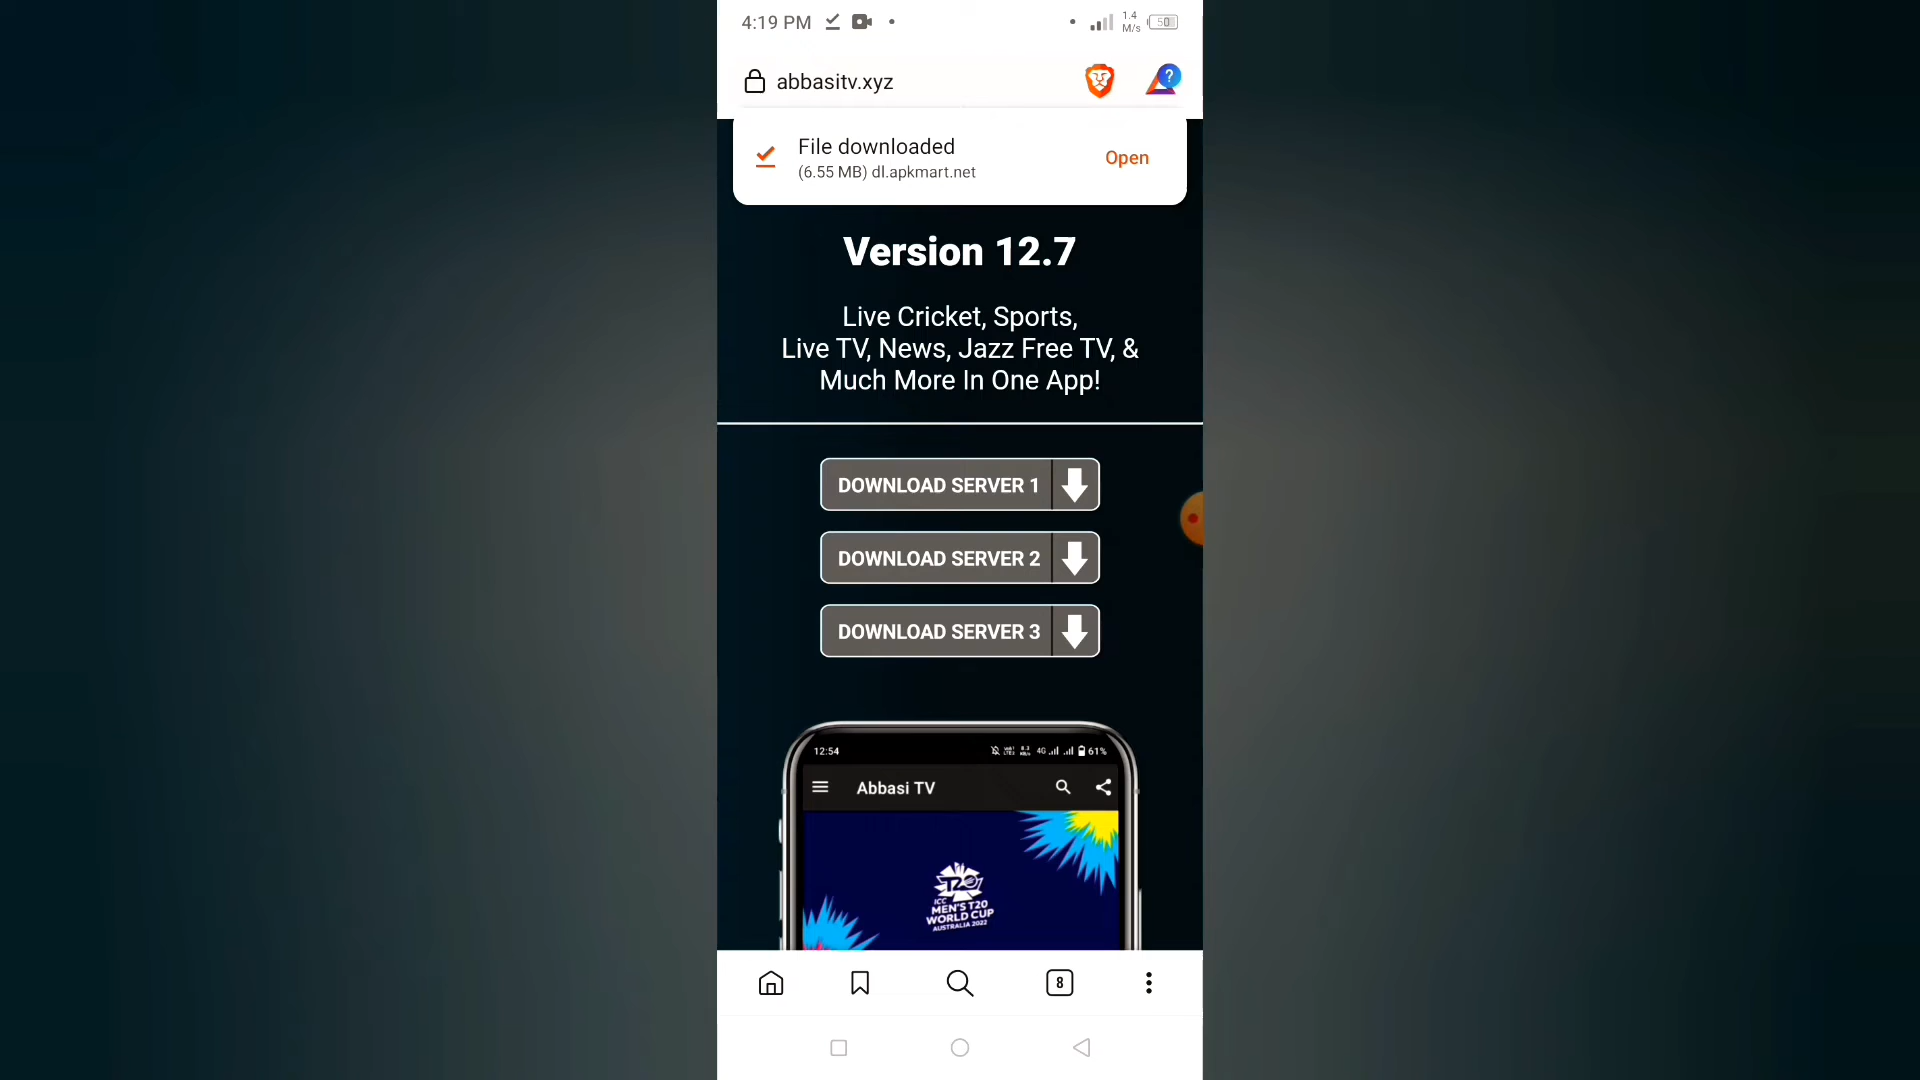 4:19 PM
1.4
M/s
50
abbasitv.xyz
?
File downloaded
(6.55 MB) dl.apkmart.net
Open
Version 12.7
Live Cricket, Sports,
Live TV, News, Jazz Free TV, &
Much More In One App!
DOWNLOAD SERVER 1
DOWNLOAD SERVER 2
DOWNLOAD SERVER 3
12:54
4G
61%
Abbasi TV
T20
ICC
MEN'S T20
WORLD CUP
AUSTRALIA 2022
8